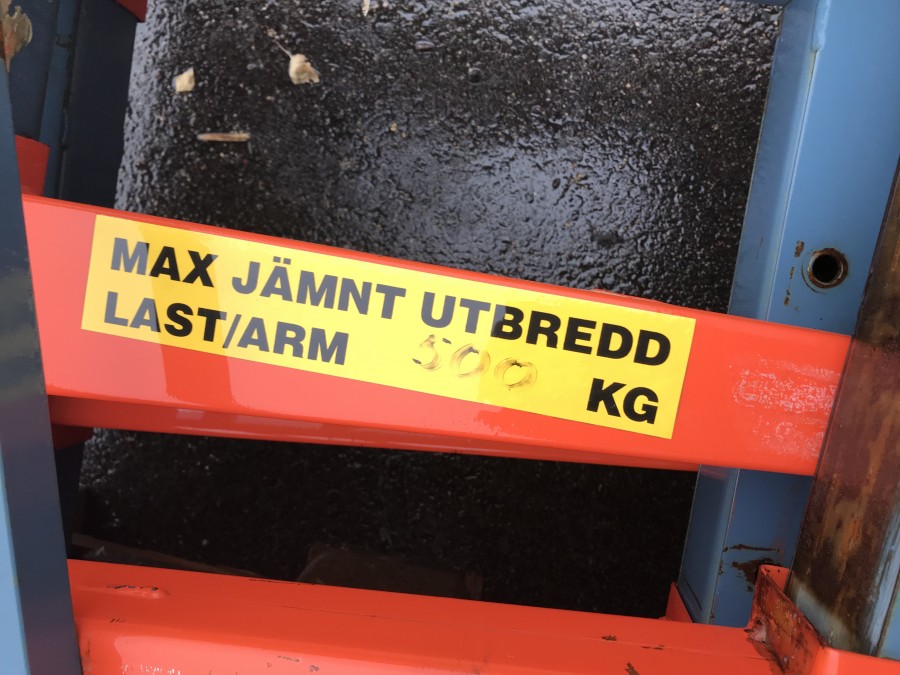 MAX JÄMNT UTBREDD
LAST/ARM 500 KG